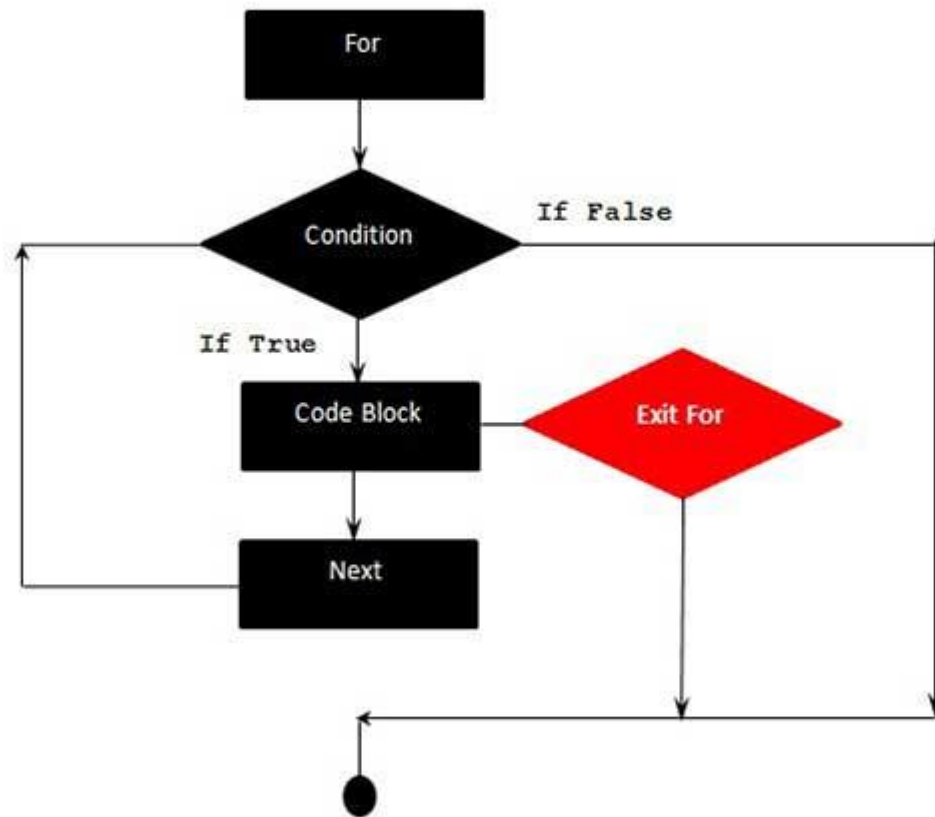 For
Condition
If False
If True
Code Block
Exit For
Next